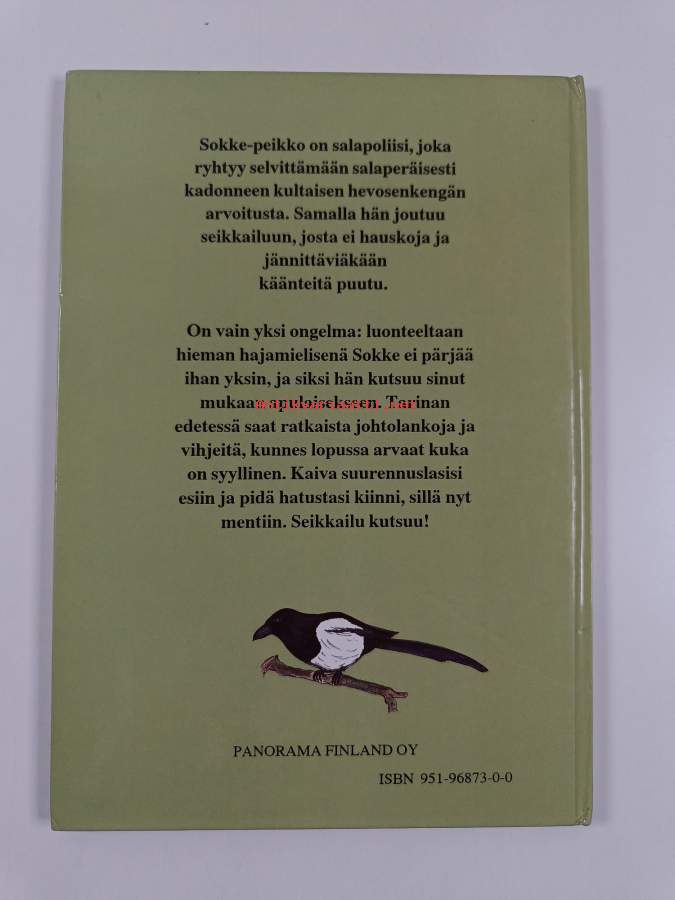 Sokke-peikko on salapoliisi, joka
ryhtyy selvittämään salaperäisesti
kadonneen kultaisen hevosenkengän
arvoitusta. Samalla hän joutuu
seikkailuun, josta ei hauskoja ja
jännittäviäkään
käänteitä puutu.
On vain yksi ongelma: luonteeltaan
hieman hajamielisenä Sokke ei pärjää
ihan yksin, ja siksi hän kutsuu sinut
mukaan apulaisekseen. Tarinan
edetessä saat ratkaista johtolankoja ja
vihjeitä, kunnes lopussa arvaat kuka
on syyllinen. Kaiva suurennuslasisi
esiin ja pidä hatustasi kiinni, sillä nyt
mentiin. Seikkailu kutsuu!
PANORAMA FINLAND OY
ISBN 951-96873-0-0